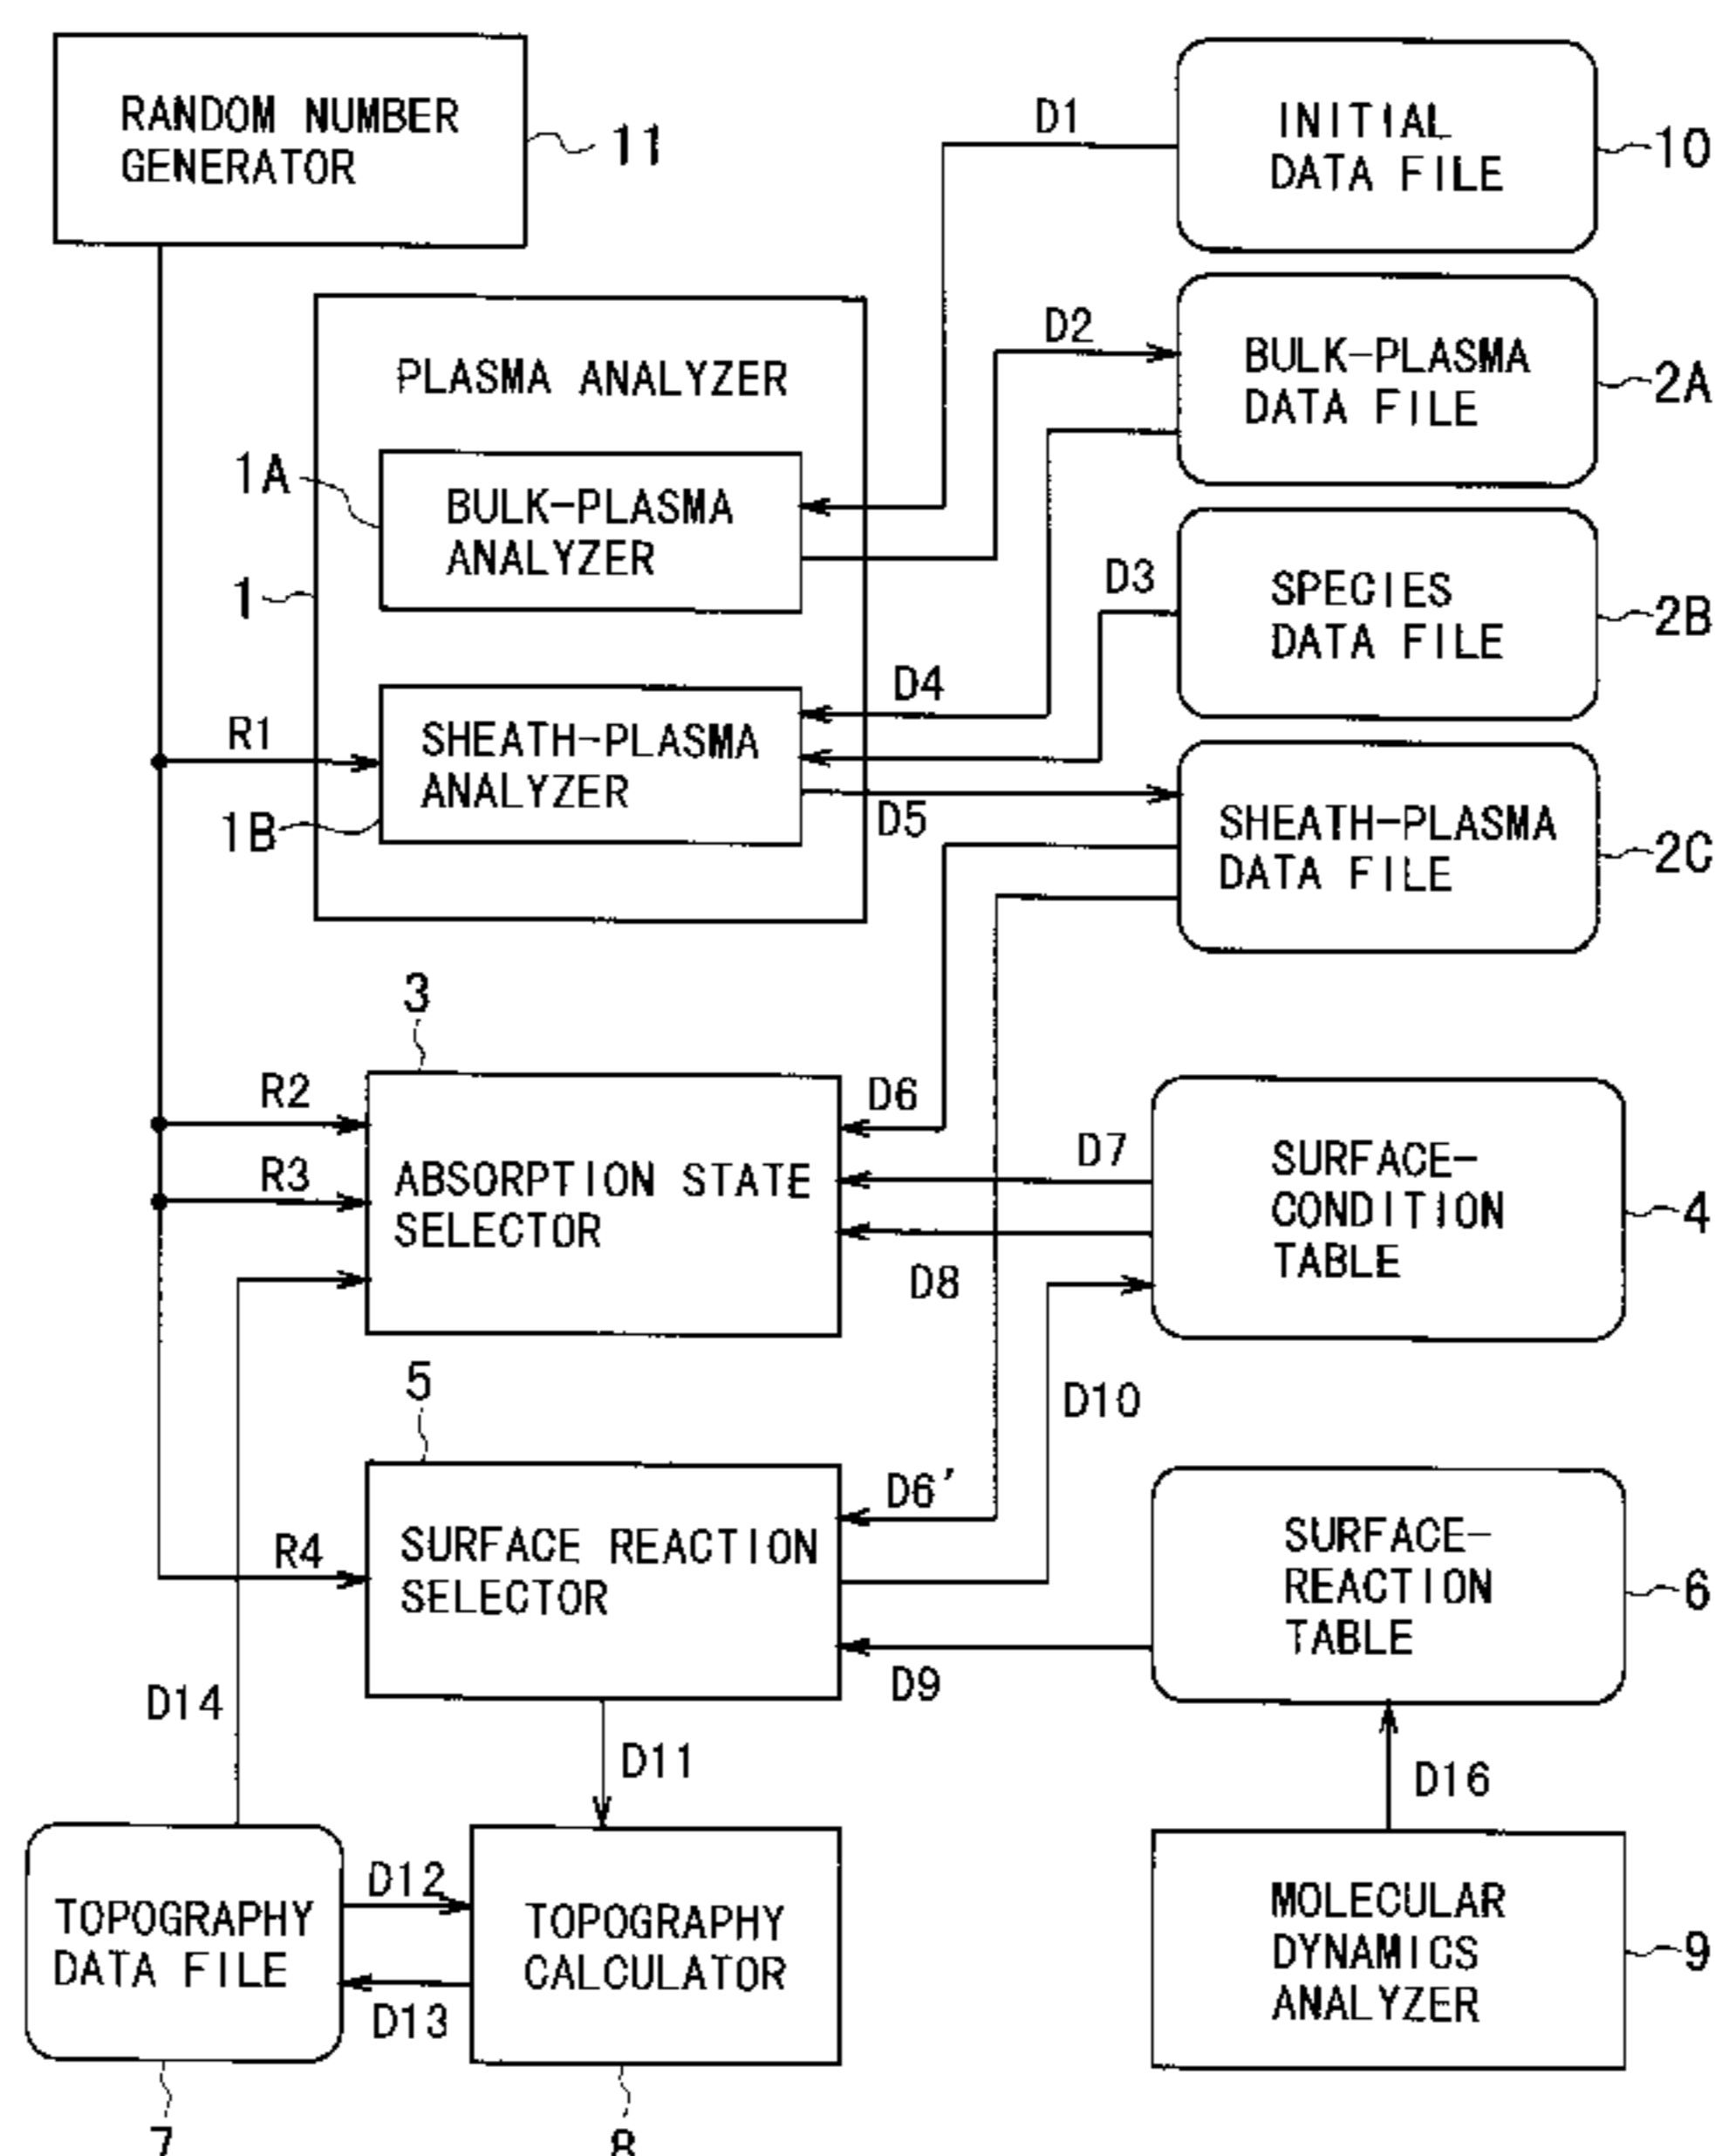 RANDOM NUMBER
GENERATOR
11
D1
INITIAL
DATA FILE
10
PLASMA ANALYZER
D2
BULK-PLASMA
DATA FILE
2A
1A
BULK-PLASMA
ANALYZER
1
D3
SPECIES
DATA FILE
2B
D4
R1
SHEATH-PLASMA
ANALYZER
1B
D5
SHEATH-PLASMA
DATA FILE
2C
3
R2
R3
ABSORPTION STATE
SELECTOR
D6
D7
D8
SURFACE-
CONDITION
TABLE
4
5
D10
D6'
R4
SURFACE REACTION
SELECTOR
D9
SURFACE-
REACTION
TABLE
6
D14
D11
D16
TOPOGRAPHY
DATA FILE
D12
D13
TOPOGRAPHY
CALCULATOR
MOLECULAR
DYNAMICS
ANALYZER
9
7
8